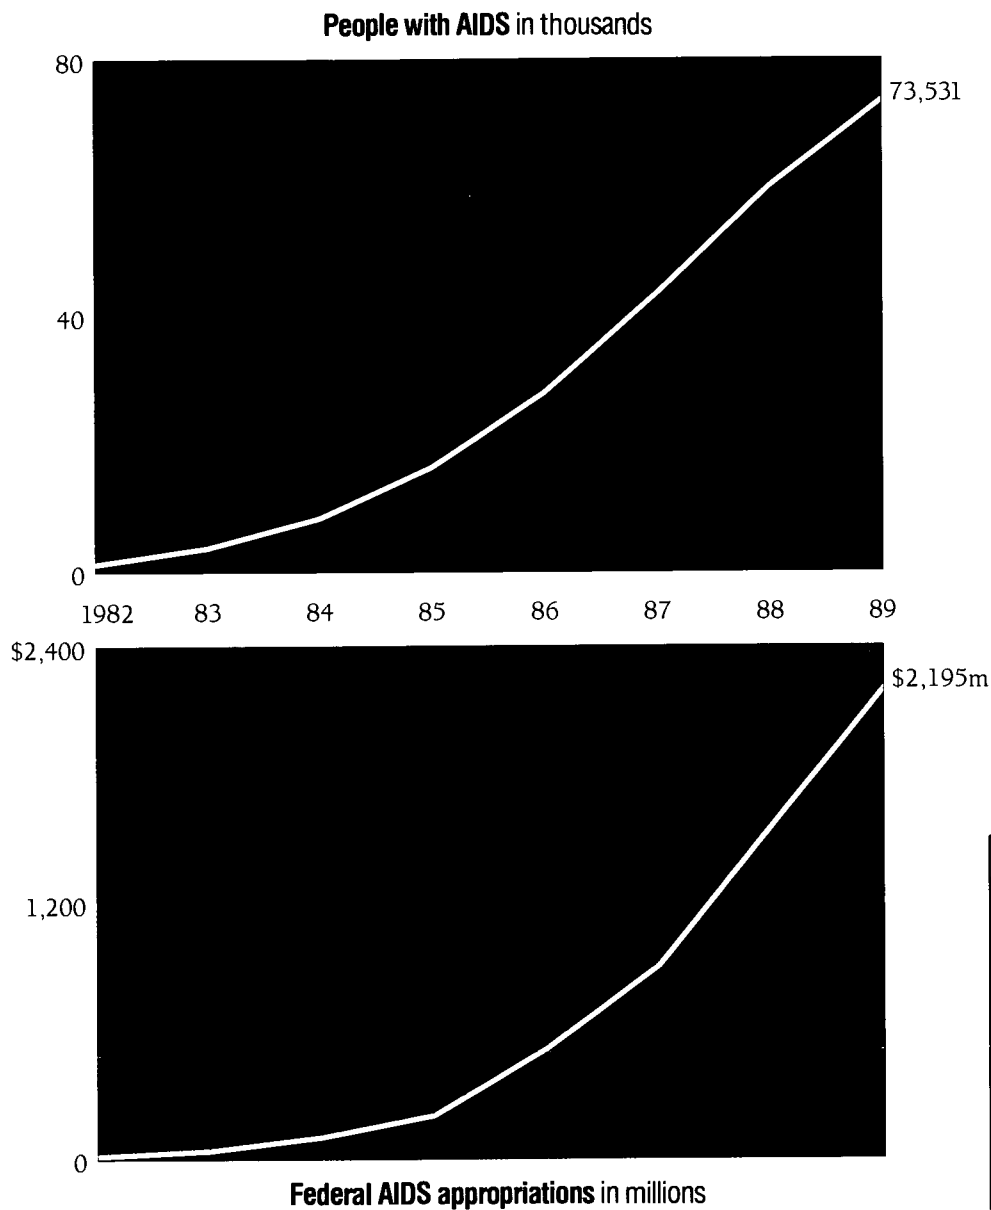 People with AIDS in thousands
80
73,531
40
0
1982 83 84 85 86 87 88 89
$2,400
$2,195m
1,200
0
Federal AIDS appropriations in millions